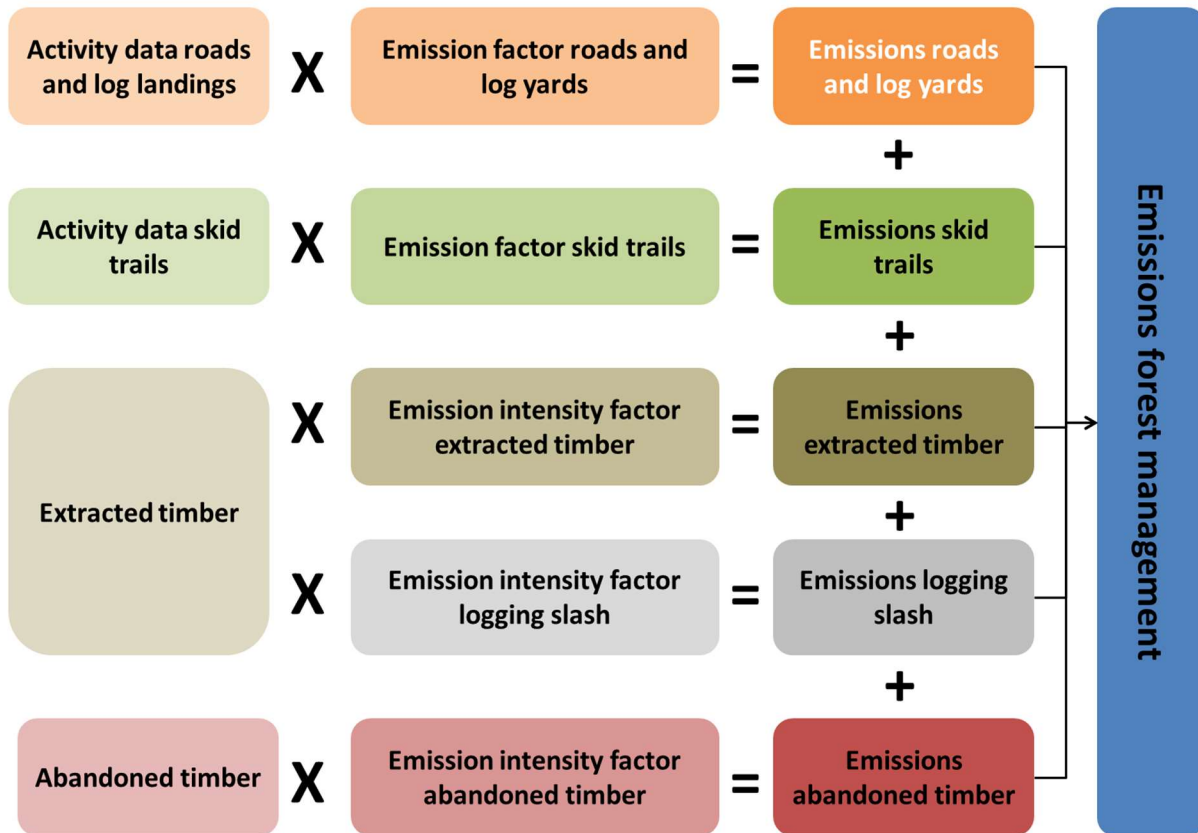 Activity data roads
and log landings
X
Emission factor roads and
log yards
=
Emissions roads
and log yards
+
Activity data skid
trails
X
Emission factor skid trails
=
Emissions skid
trails
+
Extracted timber
X
Emission intensity factor
extracted timber
=
Emissions
extracted timber
+
X
Emission intensity factor
logging slash
=
Emissions logging
slash
+
Abandoned timber
X
Emission intensity factor
abandoned timber
=
Emissions
abandoned timber
Emissions forest management